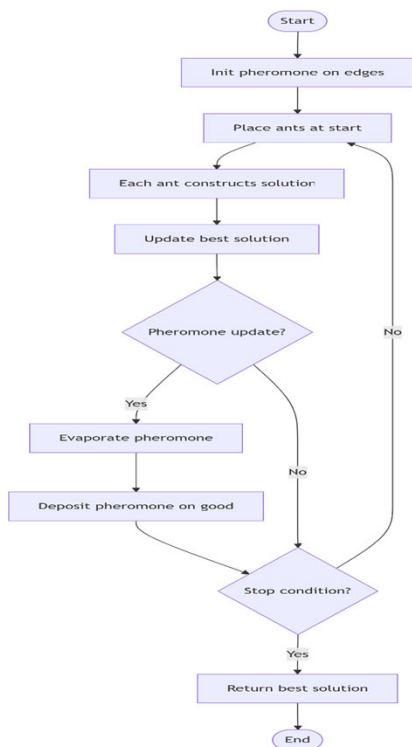 Start
Init pheromone on edges
Place ants at start
Each ant constructs solution
Update best solution
Pheromone update?
No
Yes
Evaporate pheromone
No
Deposit pheromone on good
Stop condition?
Yes
Return best solution
End